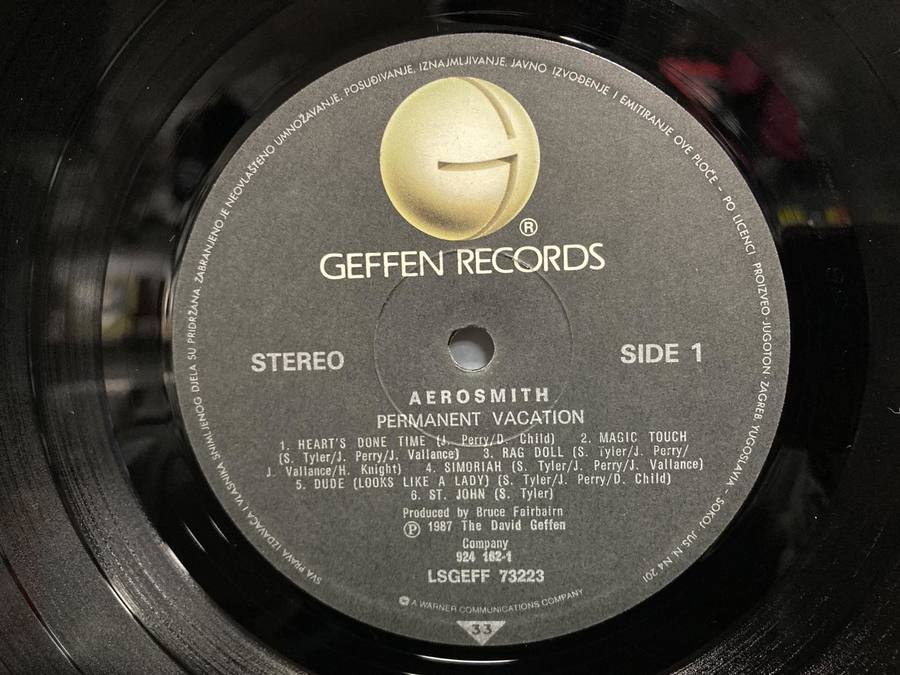 SVA PRAVA IZDAVAČA I VLASNIKA SNIMLJENOG DJELA SU PRIDRŽANA. ZABRANJENO JE NEOVLAŠTENO UMNOŽAVANJE, POSUĐIVANJE, IZNAJMLJIVANJE, JAVNO IZVOĐENJE I EMITIRANJE OVE PLOČE - PO LICENCI PROIZVEO JUGOTON-ZAGREB, YUGOSLAVIA - SOKOJ JUS N. N4 201
®
GEFFEN RECORDS
STEREO
SIDE 1
AEROSMITH
PERMANENT VACATION
1. HEART'S DONE TIME (J. Perry/D. Child) 2. MAGIC TOUCH
(S. Tyler/J. Perry/J. Vallance) 3. RAG DOLL (S. Tyler/J. Perry/
J. Vallance/H. Knight) 4. SIMORIAH (S. Tyler/J. Perry/J. Vallance)
5. DUDE (LOOKS LIKE A LADY) (S. Tyler/J. Perry/D. Child)
6. ST. JOHN (S. Tyler)
Produced by Bruce Fairbairn
℗ 1987 The David Geffen
Company
924 162-1
LSGEFF 73223
A WARNER COMMUNICATIONS COMPANY
33